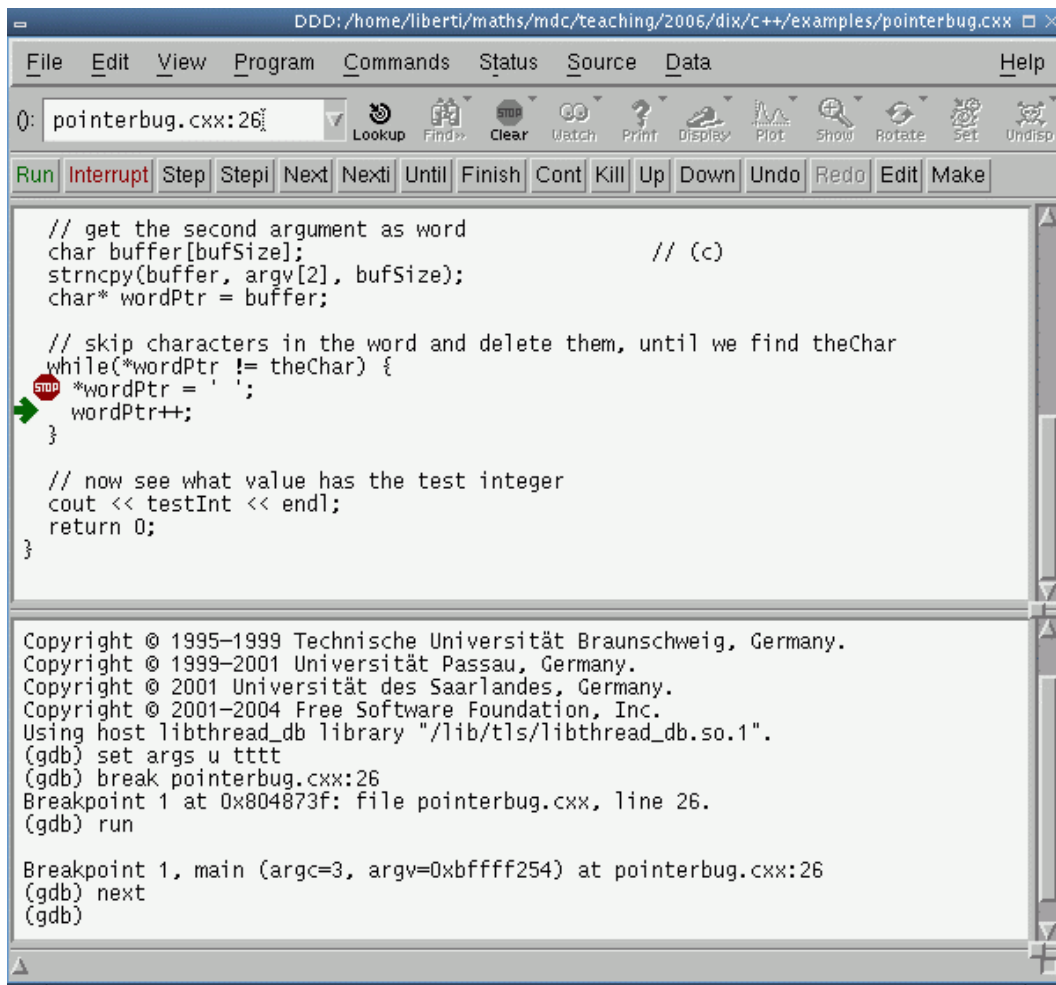 DDD: /home/liberti/maths/mdc/teaching/2006/dix/c++/examples/pointerbug.cxx
File Edit View Program Commands Status Source Data Help
(): pointerbug.cxx:26 Lookup Find» Clear Watch Print Display Plot Show Rotate Set Undisp
Run Interrupt Step Stepi Next Nexti Until Finish Cont Kill Up Down Undo Redo Edit Make
// get the second argument as word
char buffer[bufSize]; // (c)
strncpy(buffer, argv[2], bufSize);
char* wordPtr = buffer;
// skip characters in the word and delete them, until we find theChar
while(*wordPtr != theChar) {
STOP *wordPtr = ' ';
wordPtr++;
}
// now see what value has the test integer
cout << testInt << endl;
return 0;
}
Copyright © 1995-1999 Technische Universität Braunschweig, Germany.
Copyright © 1999-2001 Universität Passau, Germany.
Copyright © 2001 Universität des Saarlandes, Germany.
Copyright © 2001-2004 Free Software Foundation, Inc.
Using host libthread_db library "/lib/tls/libthread_db.so.1".
(gdb) set args u tttt
(gdb) break pointerbug.cxx:26
Breakpoint 1 at 0x804873f: file pointerbug.cxx, line 26.
(gdb) run
Breakpoint 1, main (argc=3, argv=0xbffff254) at pointerbug.cxx:26
(gdb) next
(gdb)